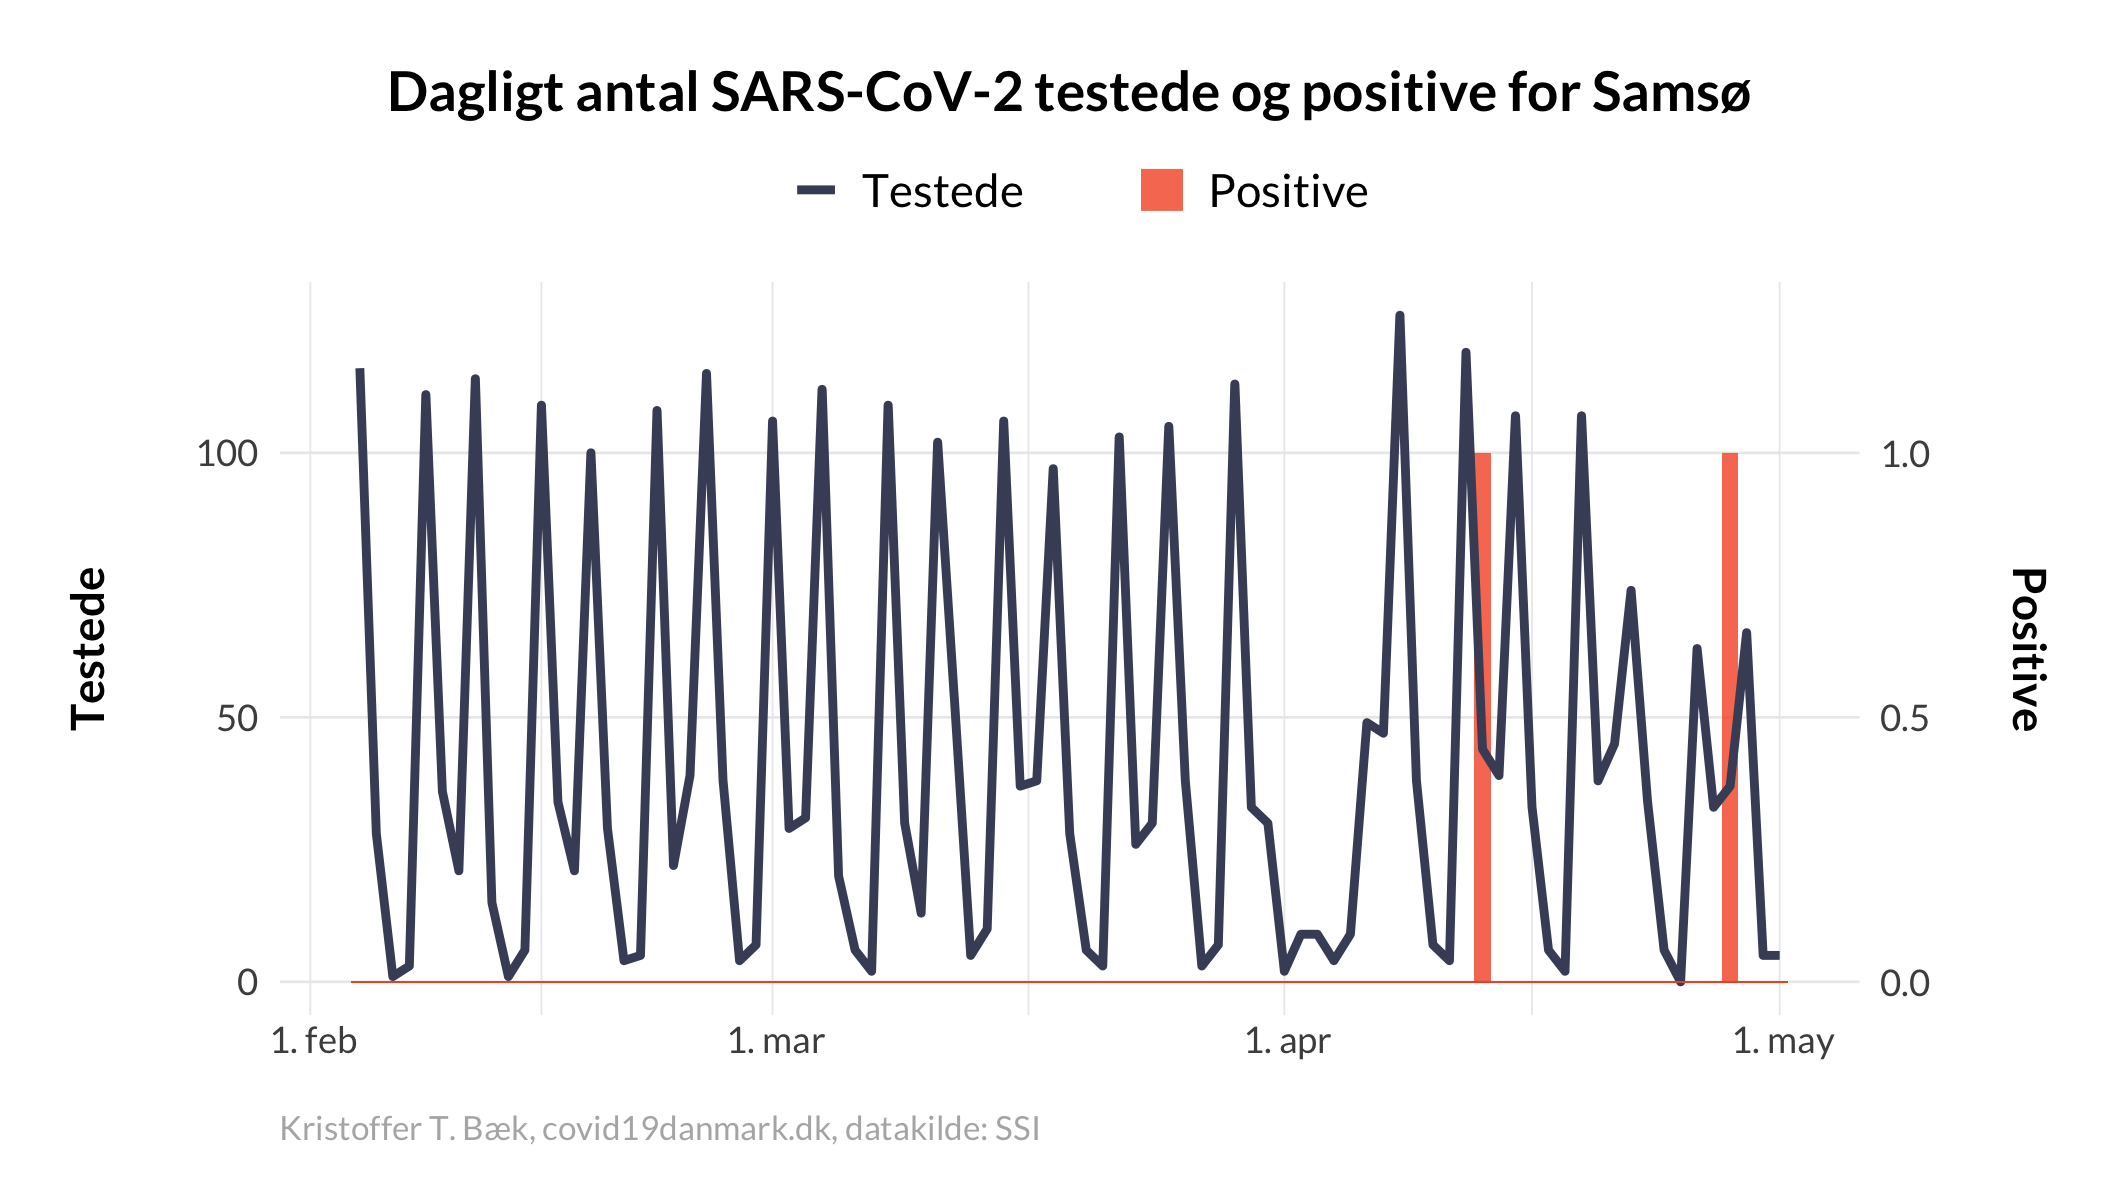 Dagligt antal SARS-CoV-2 testede og positive for Samsø
Testede Positive
Testede
100
50
0
1.0
0.5
0.0
Positive
1. feb 1. mar 1. apr 1. may
Kristoffer T. Bæk, covid19danmark.dk, datakilde: SSI